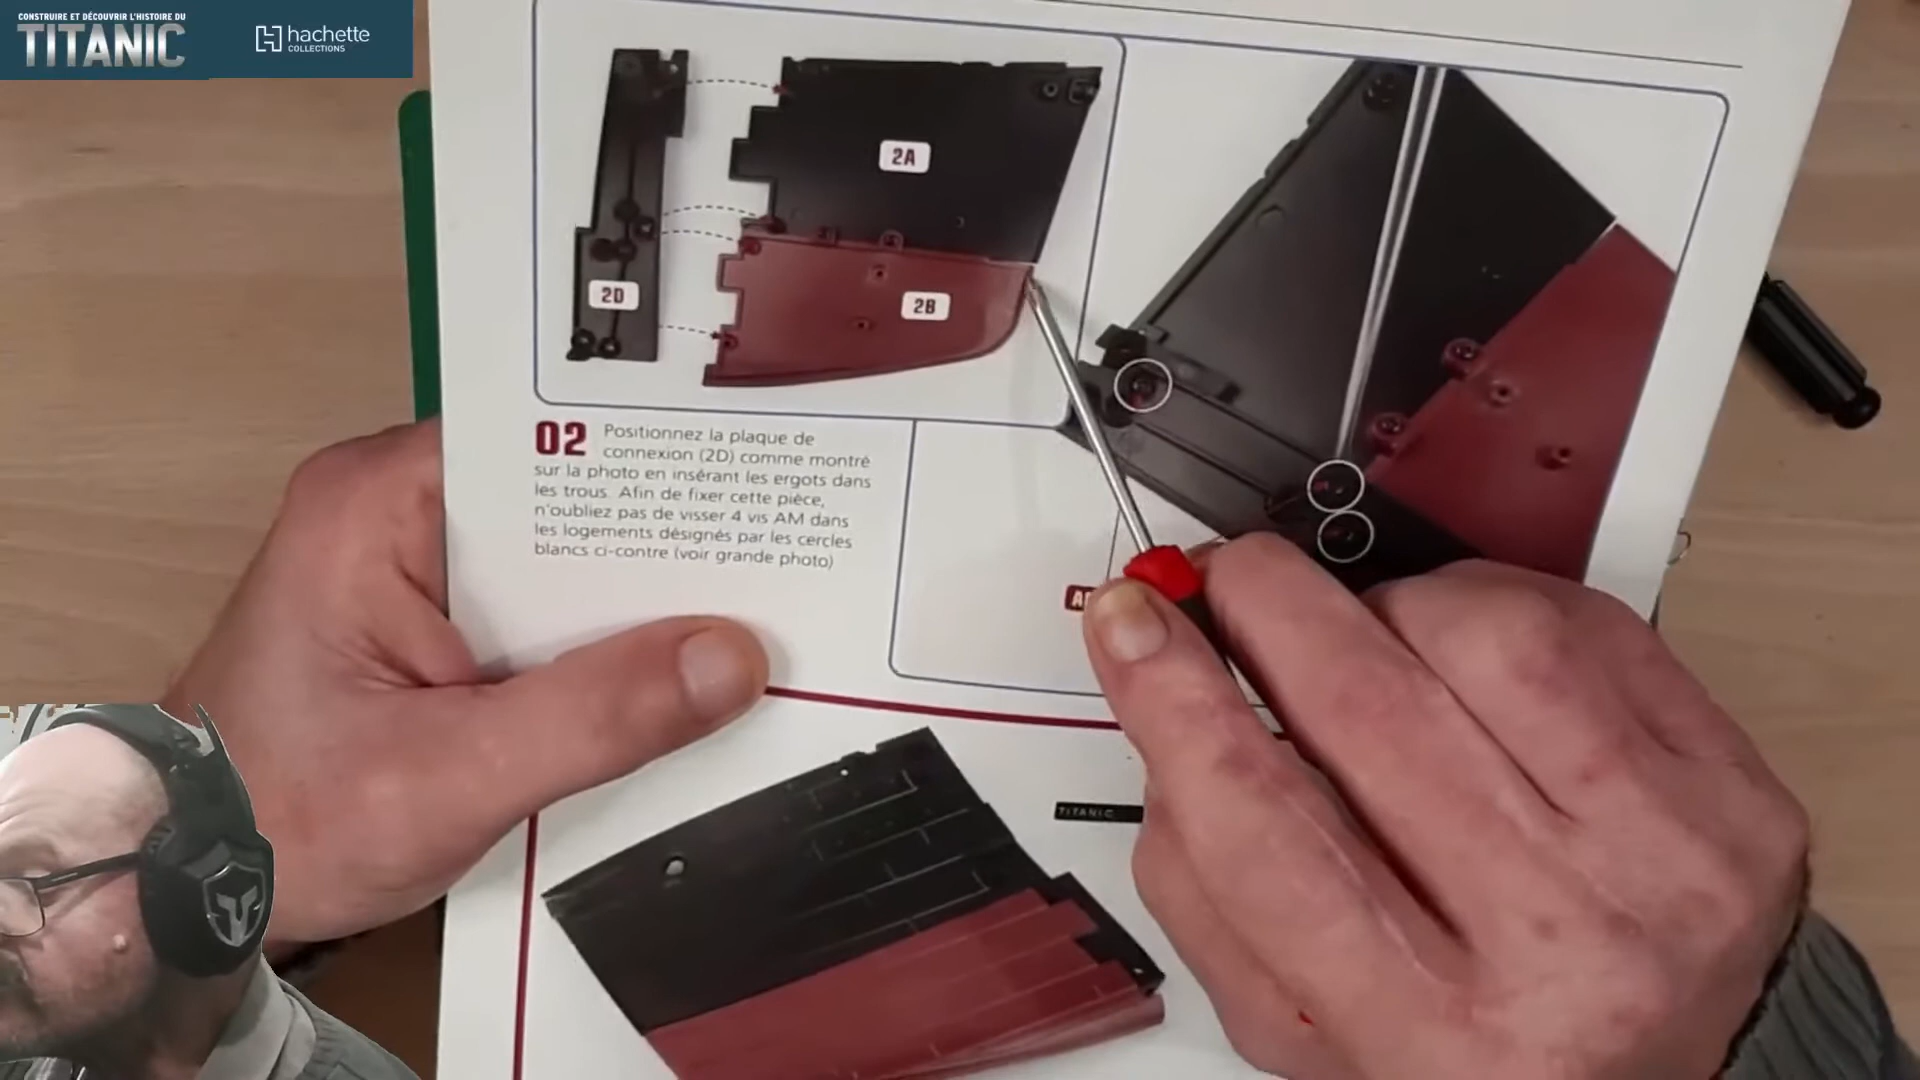 CONSTRUIRE ET DÉCOUVRIR L'HISTOIRE DU
TITANIC
hachette
COLLECTIONS
2A
2D
2B
02 Positionnez la plaque de
connexion (2D) comme montré
sur la photo en insérant les ergots dans
les trous. Afin de fixer cette pièce,
n'oubliez pas de visser 4 vis AM dans
les logements désignés par les cercles
blancs ci-contre (voir grande photo)
TITANIC